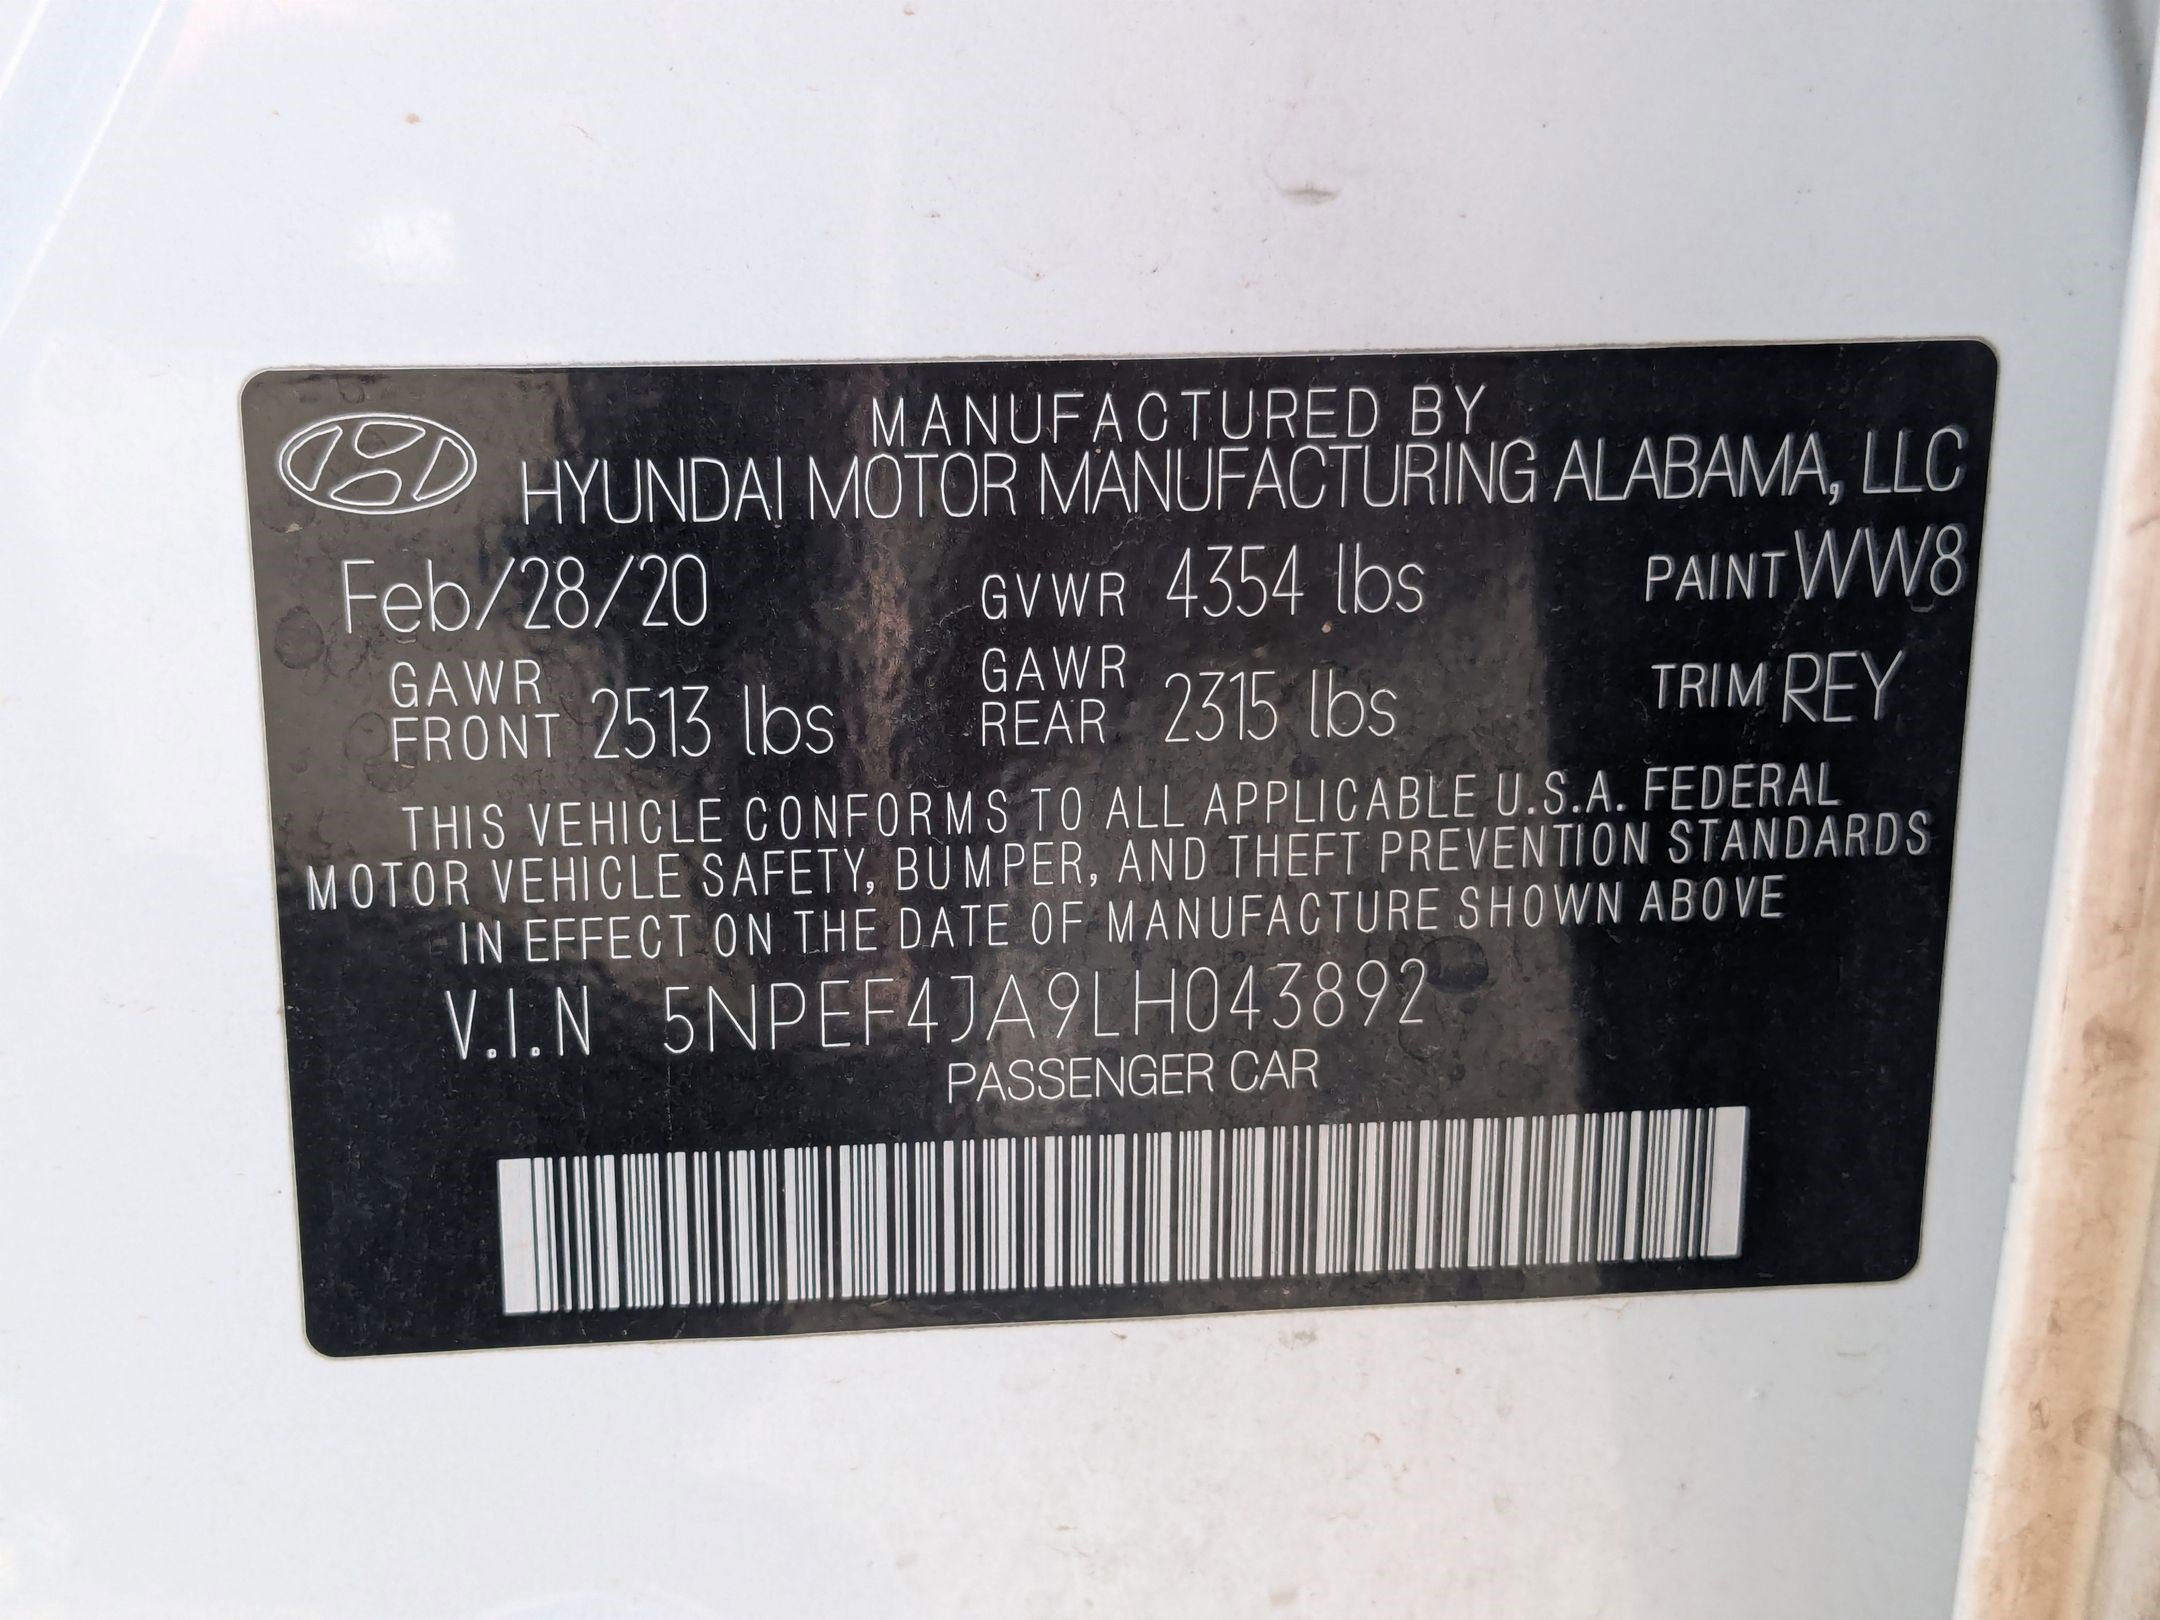 MANUFACTURED BY
HYUNDAI MOTOR MANUFACTURING ALABAMA, LLC
Feb/28/20 GVWR 4354 lbs PAINT WW8
GAWR FRONT 2513 lbs GAWR REAR 2315 lbs TRIM REY
THIS VEHICLE CONFORMS TO ALL APPLICABLE U.S.A. FEDERAL
MOTOR VEHICLE SAFETY, BUMPER, AND THEFT PREVENTION STANDARDS
IN EFFECT ON THE DATE OF MANUFACTURE SHOWN ABOVE
V.I.N 5NPEF4JA9LH043892
PASSENGER CAR